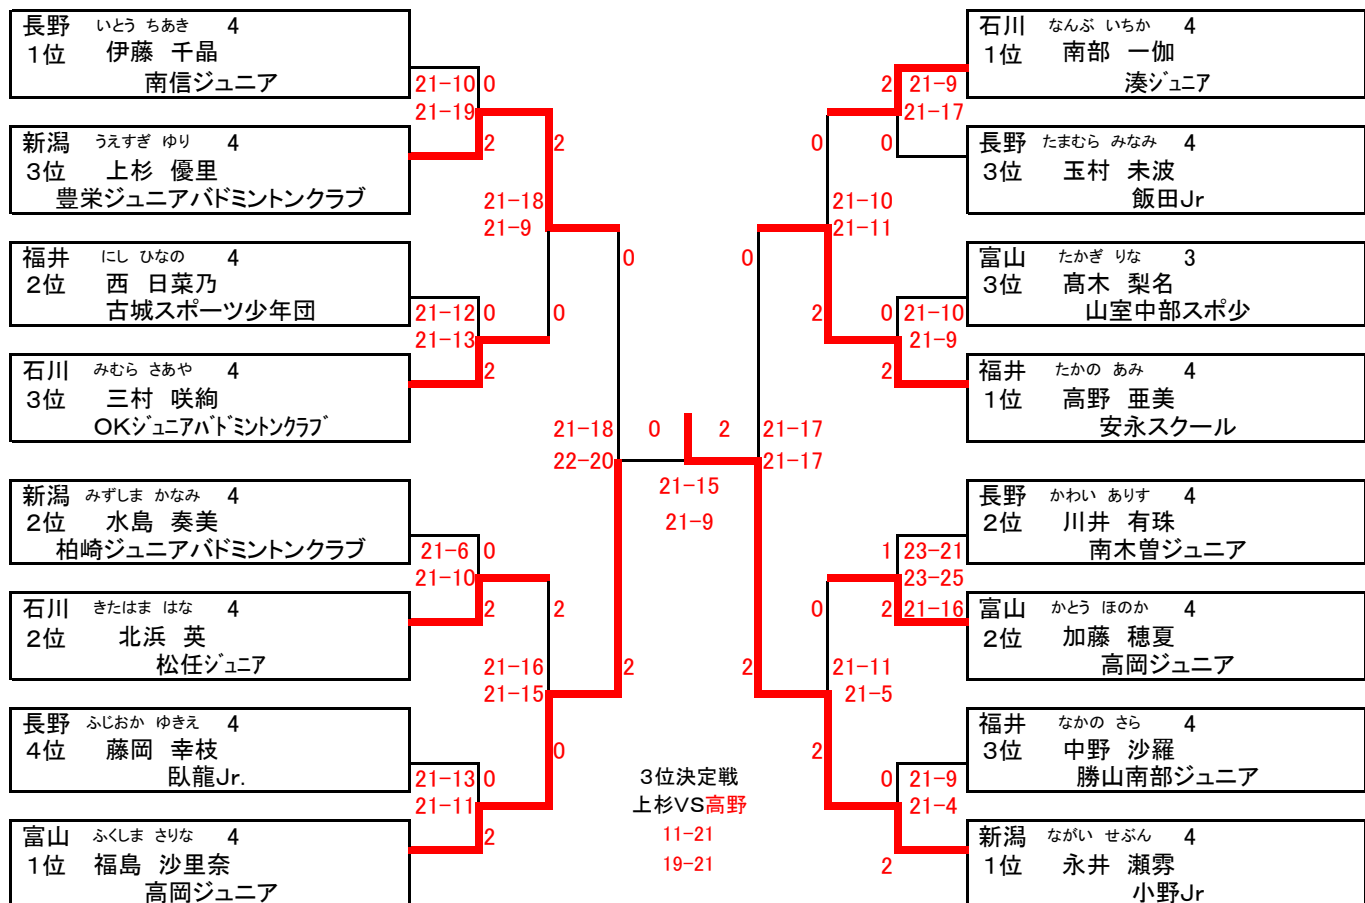 長野 いとう ちあき 4
1位 伊藤 千晶
南信ジュニア
新潟 うえすぎ ゆり 4
3位 上杉 優里
豊栄ジュニアバドミントンクラブ
福井 にし ひなの 4
2位 西 日菜乃
古城スポーツ少年団
石川 みむら さあや 4
3位 三村 咲絢
OKジュニアバドミントンクラブ
新潟 みずしま かなみ 4
2位 水島 奏美
柏崎ジュニアバドミントンクラブ
石川 きたはま はな 4
2位 北浜 英
松任ジュニア
長野 ふじおか ゆきえ 4
4位 藤岡 幸枝
臥龍Jr.
富山 ふくしま さりな 4
1位 福島 沙里奈
高岡ジュニア
21-10 0
21-19
2
21-12 0
21-13
2
21-6 0
21-10
2
21-13 0
21-11
2
2
21-18
21-9
0
2
21-16
21-15
0
0
21-18
22-20
2
0 2
21-15
21-9
3位決定戦
上杉VS高野
11-21
19-21
0
21-17
21-17
2
0
21-10
21-11
2
0
21-11
21-5
2
2 21-9
21-17
0
0 21-10
21-9
2
1 23-21
23-25
2 21-16
0 21-9
21-4
2
石川 なんぶ いちか 4
1位 南部 一伽
湊ジュニア
長野 たまむら みなみ 4
3位 玉村 未波
飯田Jr
富山 たかぎ りな 3
3位 髙木 梨名
山室中部スポ少
福井 たかの あみ 4
1位 高野 亜美
安永スクール
長野 かわい ありす 4
2位 川井 有珠
南木曽ジュニア
富山 かとう ほのか 4
2位 加藤 穂夏
高岡ジュニア
福井 なかの さら 4
3位 中野 沙羅
勝山南部ジュニア
新潟 ながい せぶん 4
1位 永井 瀬雰
小野Jr